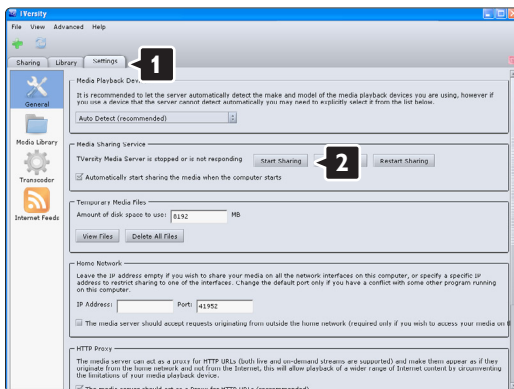 TVersity
File View Advanced Help
Sharing Library Settings
1
General
Media Library
Transcoder
Internet Feeds
Media Playback
It is recommended to let the server automatically detect the make and model of the media playback devices you are using, however if
you use a device that the server cannot detect automatically you may need to explicitly select it from the list below.
Auto Detect (recommended)
Media Sharing Service
TVersity Media Server is stopped or is not responding Start Sharing 2 Restart Sharing
Automatically start sharing the media when the computer starts
Temporary Media Files
Amount of disk space to use: 8192 MB
View Files Delete All Files
Home Network
Leave the IP address empty if you wish to share your media on all the network interfaces on this computer, or specify a specific IP
address to restrict sharing to one of the interfaces. Change the default port only if you have a conflict with some other program running
on this computer.
IP Address: Port: 41952
The media server should accept requests originating from outside the home network (required only if you wish to access your media on
HTTP Proxy
The media server can act as a proxy for HTTP URLs (both live and on-demand streams are supported) and make them appear as if they
originate from the home network and not from the Internet, this will allow playback of a wider range of Internet content by circumventing
the limitations of your media playback device.
The media server should act as a Proxy for HTTP URLs (recommended)